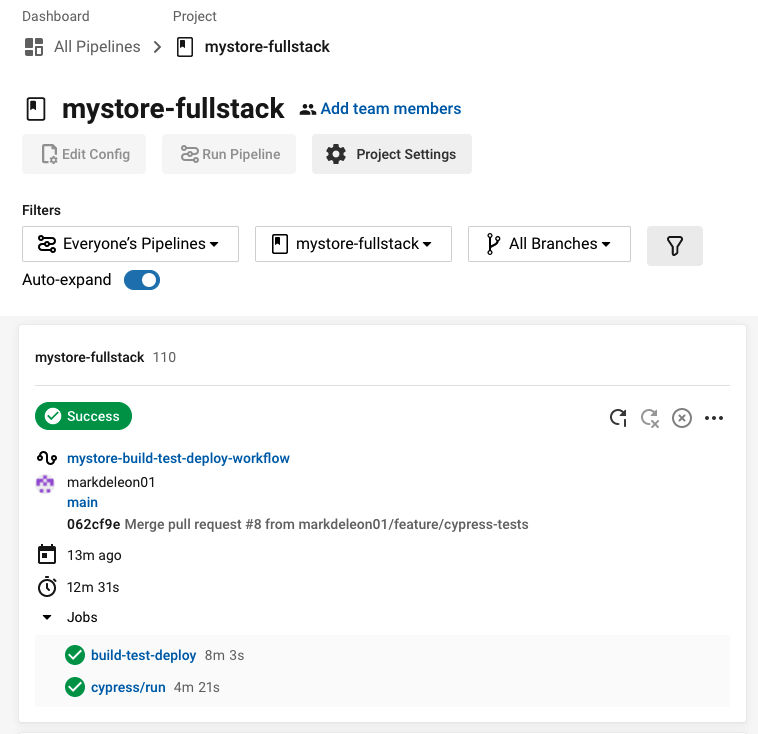 Dashboard Project
All Pipelines mystore-fullstack
mystore-fullstack Add team members
Edit Config Run Pipeline Project Settings
Filters
Everyone’s Pipelines mystore-fullstack All Branches
Auto-expand
mystore-fullstack 110
Success
mystore-build-test-deploy-workflow
markdeleon01
main
062cf9e Merge pull request #8 from markdeleon01/feature/cypress-tests
13m ago
12m 31s
Jobs
build-test-deploy 8m 3s
cypress/run 4m 21s